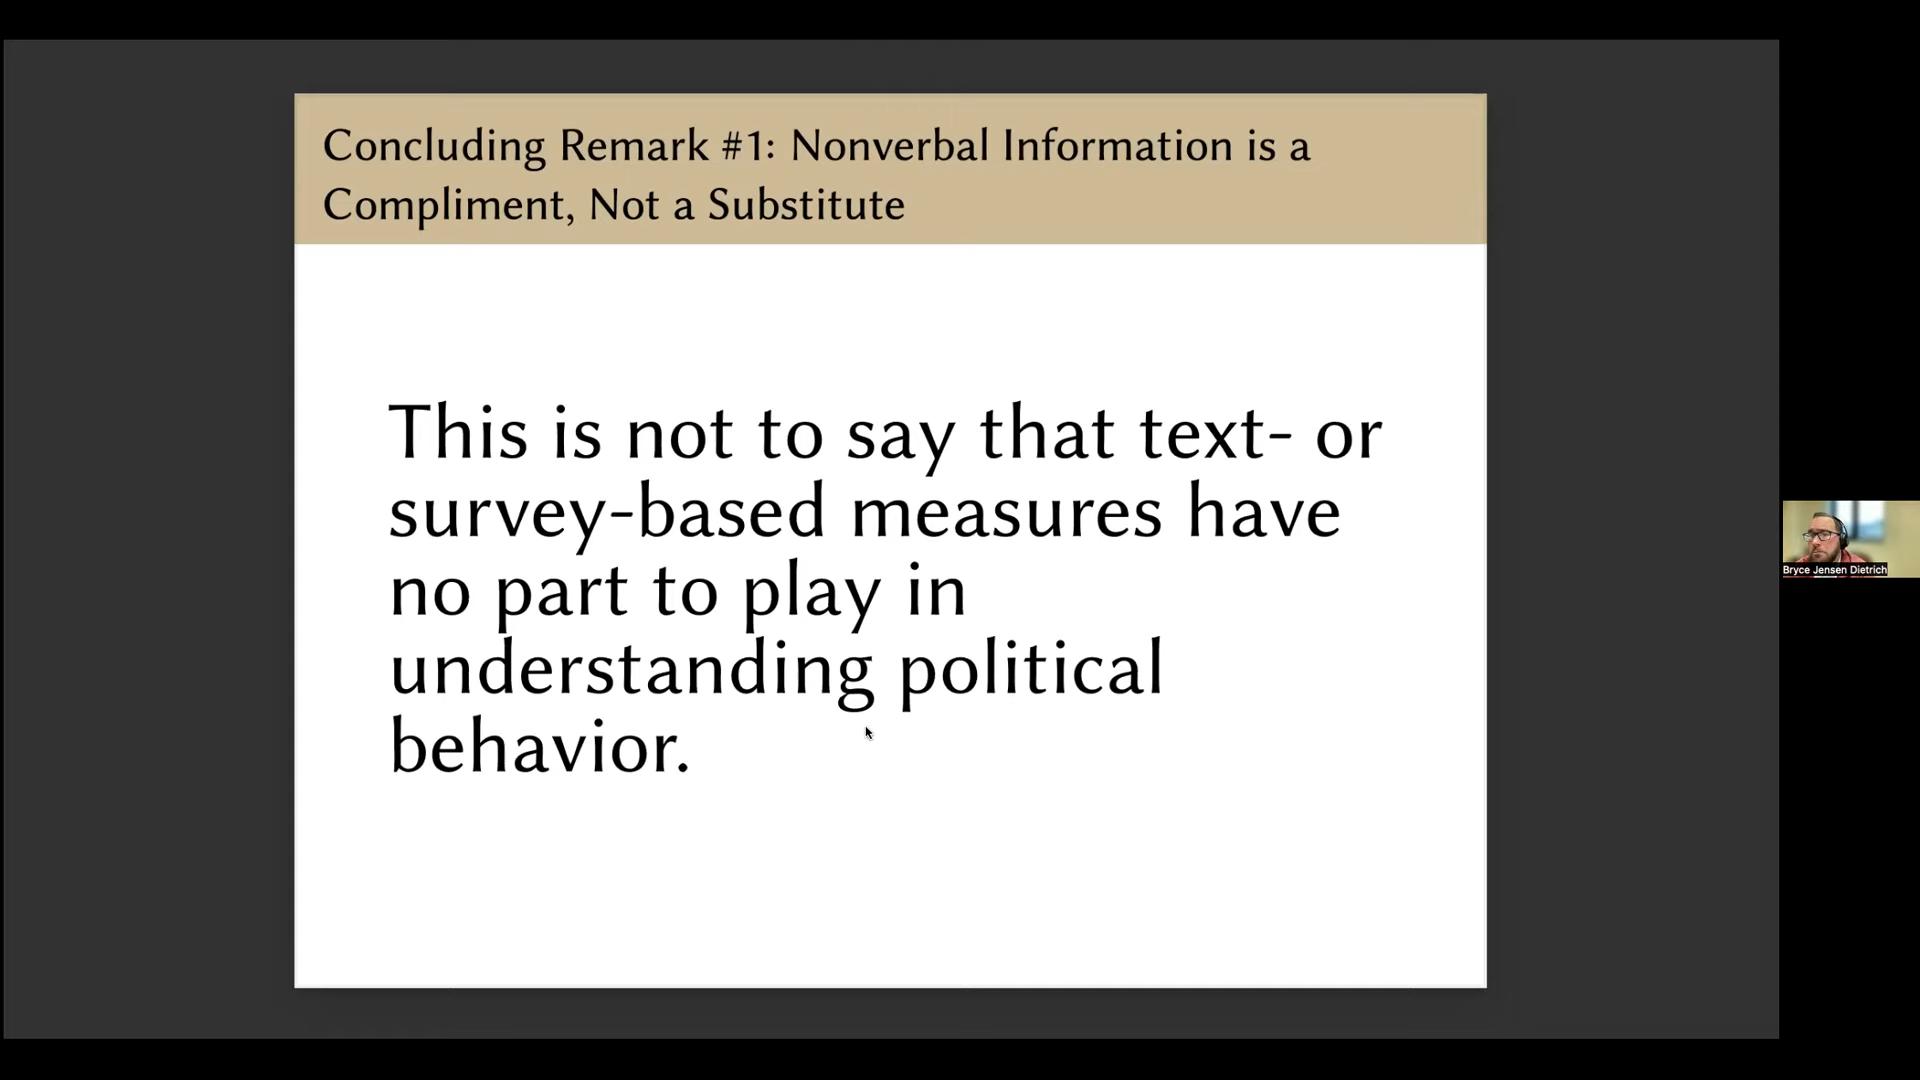 Concluding Remark #1: Nonverbal Information is a
Compliment, Not a Substitute
This is not to say that text- or
survey-based measures have
no part to play in
understanding political
behavior.
Bryce Jensen Dietrich